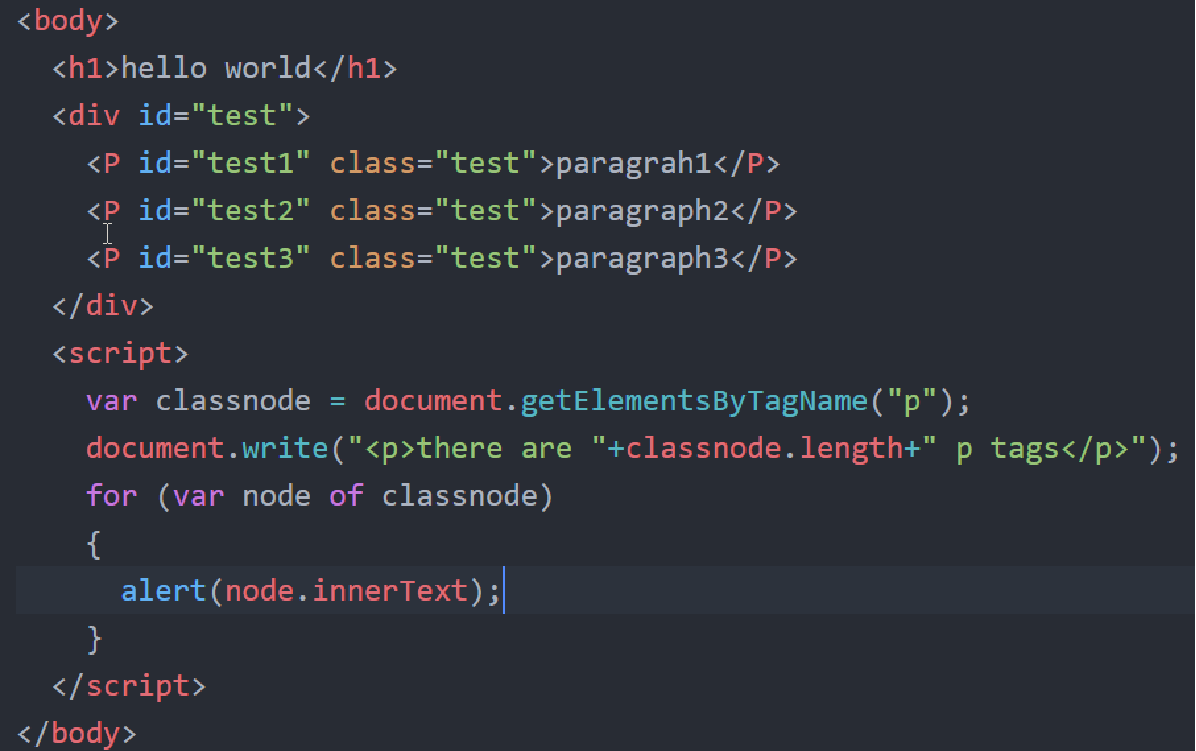 <body>
<h1>hello world</h1>
<div id="test">
<P id="test1" class="test">paragrah1</P>
<P id="test2" class="test">paragraph2</P>
<P id="test3" class="test">paragraph3</P>
</div>
<script>
var classnode = document.getElementsByTagName("p");
document.write("<p>there are "+classnode.length+" p tags</p>");
for (var node of classnode)
{
alert(node.innerText);
}
</script>
</body>